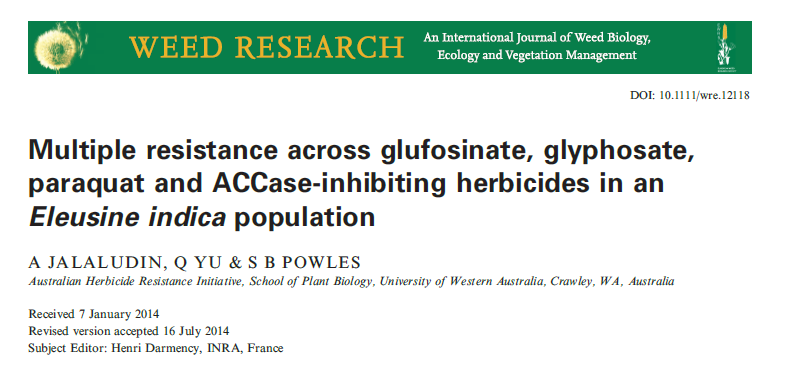 WEED RESEARCH
An International Journal of Weed Biology,
Ecology and Vegetation Management
DOI: 10.1111/wre.12118
Multiple resistance across glufosinate, glyphosate,
paraquat and ACCase-inhibiting herbicides in an
Eleusine indica population
A JALALUDIN, Q YU & S B POWLES
Australian Herbicide Resistance Initiative, School of Plant Biology, University of Western Australia, Crawley, WA, Australia
Received 7 January 2014
Revised version accepted 16 July 2014
Subject Editor: Henri Darmency, INRA, France